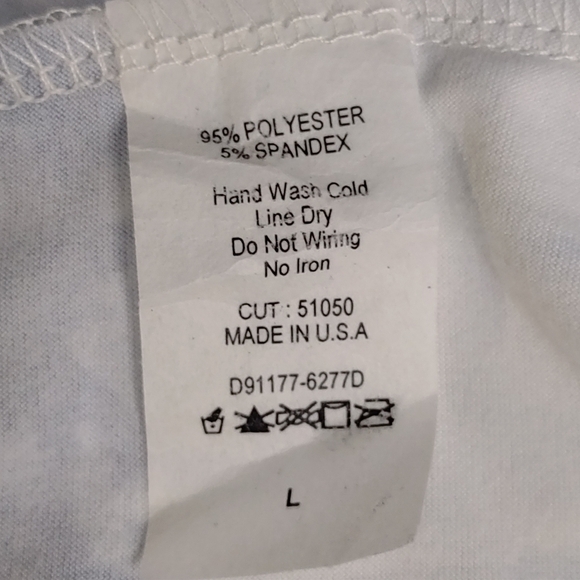 95% POLYESTER
5% SPANDEX
Hand Wash Cold
Line Dry
Do Not Wiring
No Iron
CUT : 51050
MADE IN U.S.A
D91177-6277D
L